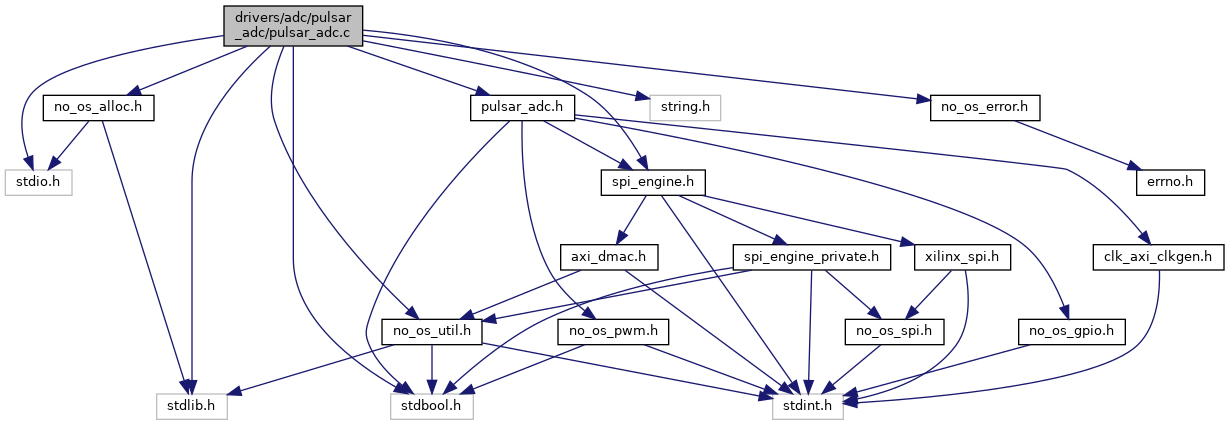 drivers/adc/pulsar
_adc/pulsar_adc.c
no_os_alloc.h
pulsar_adc.h
string.h
no_os_error.h
stdio.h
spi_engine.h
errno.h
axi_dmac.h
spi_engine_private.h
xilinx_spi.h
clk_axi_clkgen.h
no_os_util.h
no_os_pwm.h
no_os_spi.h
no_os_gpio.h
stdlib.h
stdbool.h
stdint.h